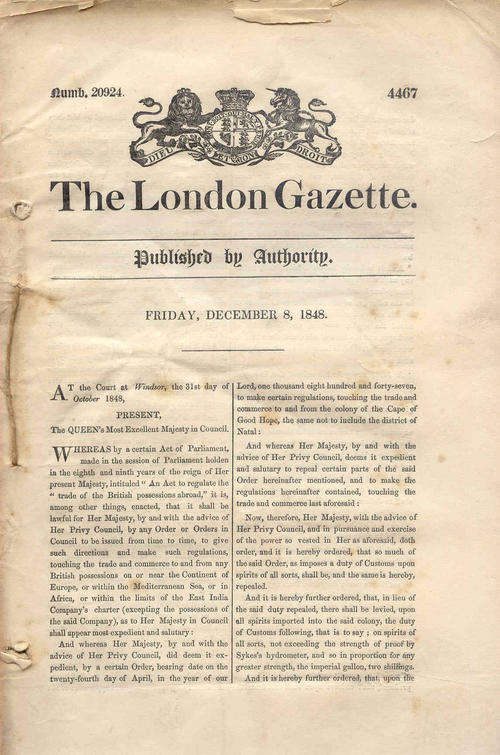 Numb. 20924.
4467
DIEU ET MON DROIT
The London Gazette.
Published by Authority.
FRIDAY, DECEMBER 8, 1848.
AT the Court at Windsor, the 31st day of
October 1848,
PRESENT,
The QUEEN's Most Excellent Majesty in Council.
WHEREAS by a certain Act of Parliament,
made in the session of Parliament holden
in the eighth and ninth years of the reign of Her
present Majesty, intituled " An Act to regulate the
" trade of the British possessions abroad," it is,
among other things, enacted, that it shall be
lawful for Her Majesty, by and with the advice of
Her Privy Council, by any Order or Orders in
Council to be issued from time to time, to give
such directions and make such regulations,
touching the trade and commerce to and from any
British possessions on or near the Continent of
Europe, or within the Mediterranean Sea, or in
Africa, or within the limits of the East India
Company's charter (excepting the possessions of
the said Company), as to Her Majesty in Council
shall appear most expedient and salutary :
And whereas Her Majesty, by and with the
advice of Her Privy Council, did deem it ex-
pedient, by a certain Order, bearing date on the
twenty-fourth day of April, in the year of our
Lord, one thousand eight hundred and forty-seven,
to make certain regulations, touching the trade and
commerce to and from the colony of the Cape of
Good Hope, the same not to include the district of
Natal :
And whereas Her Majesty, by and with the
advice of Her Privy Council, deems it expedient
and salutary to repeal certain parts of the said
Order hereinafter mentioned, and to make the
regulations hereinafter contained, touching the
trade and commerce last aforesaid :
Now, therefore, Her Majesty, with the advice of
Her Privy Council, and in pursuance and exercise
of the power so vested in Her as aforesaid, doth
order, and it is hereby ordered, that so much of
the said Order, as imposes a duty of Customs upon
spirits of all sorts, shall be, and the same is hereby,
repealed.
And it is hereby further ordered, that, in lieu of
the said duty repealed, there shall be levied, upon
all spirits imported into the said colony, the duty
of Customs following, that is to say ; on spirits of
all sorts, not exceeding the strength of proof by
Sykes's hydrometer, and so in proportion for any
greater strength, the imperial gallon, two shillings.
And it is hereby further ordered, that, upon the